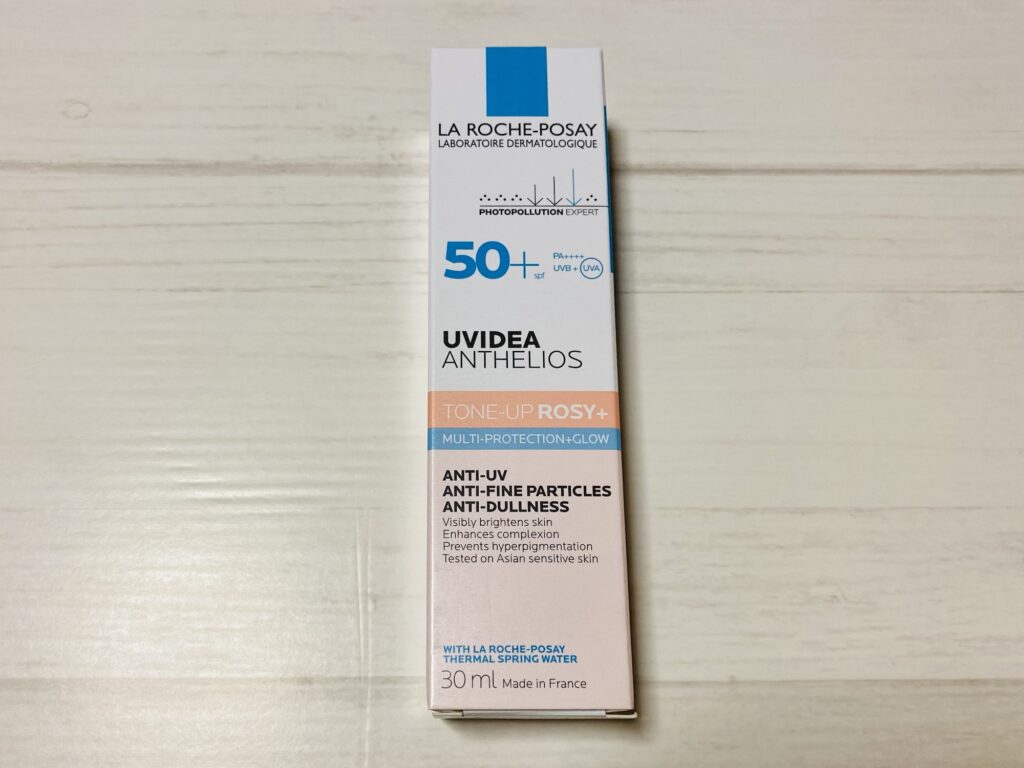 LA ROCHE-POSAY
LABORATOIRE DERMATOLOGIQUE
PHOTOPOLLUTION EXPERT
50+ spf
PA++++
UVB + UVA
UVIDEA
ANTHELIOS
TONE-UP ROSY+
MULTI-PROTECTION+GLOW
ANTI-UV
ANTI-FINE PARTICLES
ANTI-DULLNESS
Visibly brightens skin
Enhances complexion
Prevents hyperpigmentation
Tested on Asian sensitive skin
WITH LA ROCHE-POSAY
THERMAL SPRING WATER
30 ml Made in France